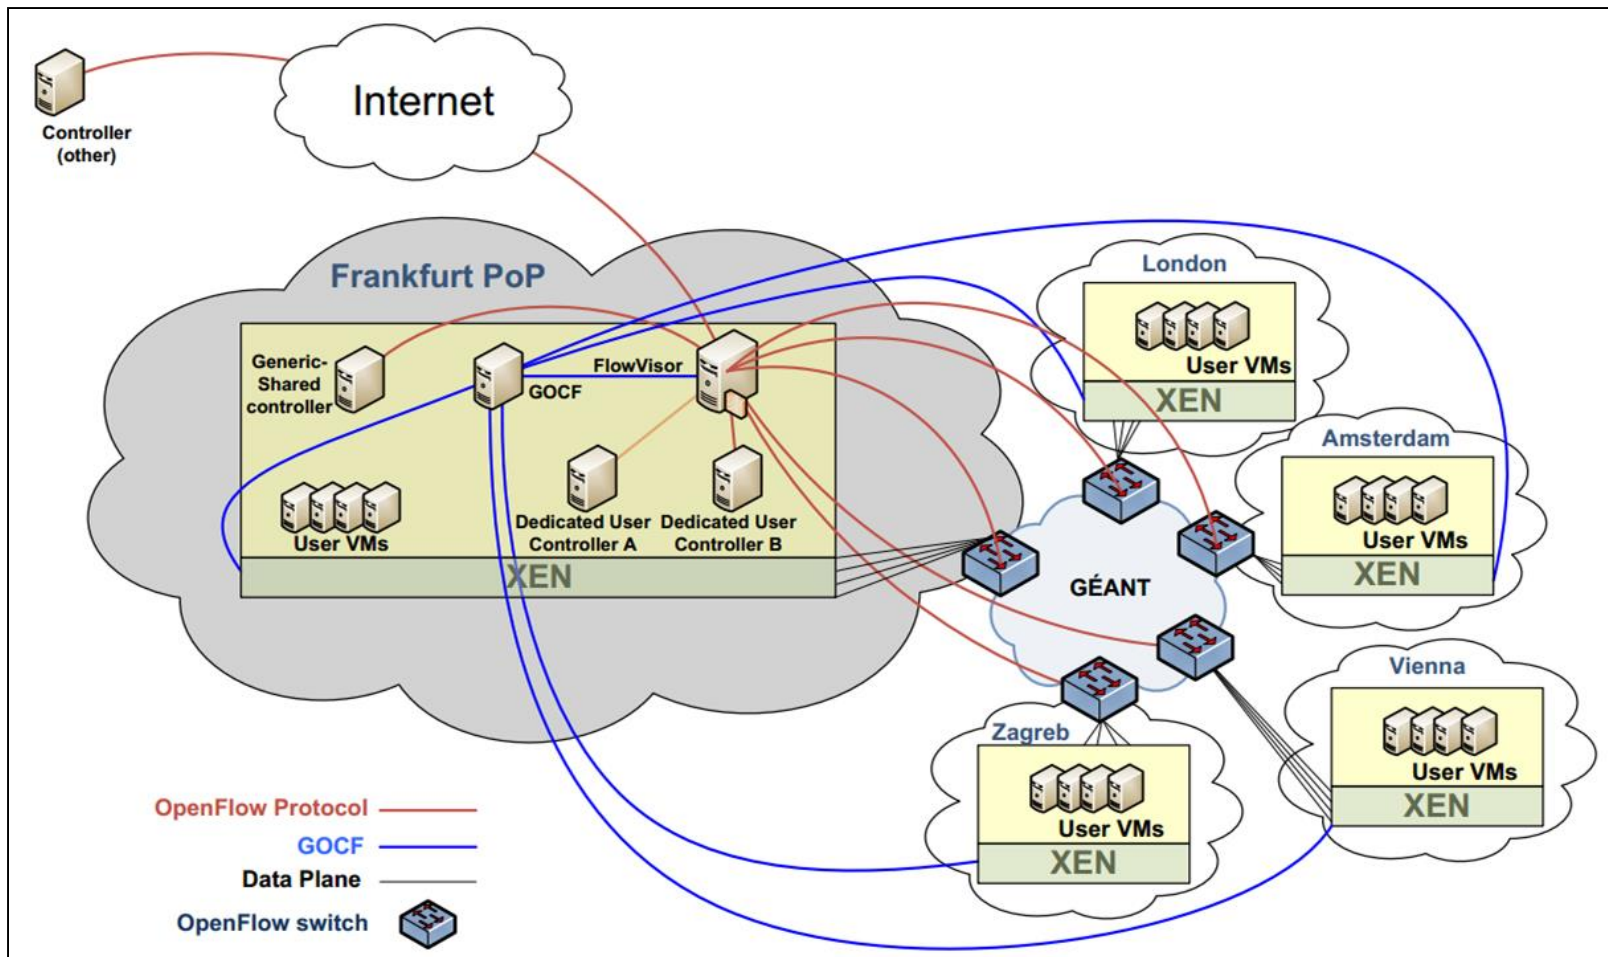 Internet
Controller
(other)
Frankfurt PoP
Generic-
Shared
controller
GOCF
FlowVisor
User VMs
Dedicated User
Controller A
Dedicated User
Controller B
XEN
London
User VMs
XEN
Amsterdam
User VMs
XEN
GÉANT
Vienna
User VMs
XEN
Zagreb
User VMs
XEN
OpenFlow Protocol
GOCF
Data Plane
OpenFlow switch